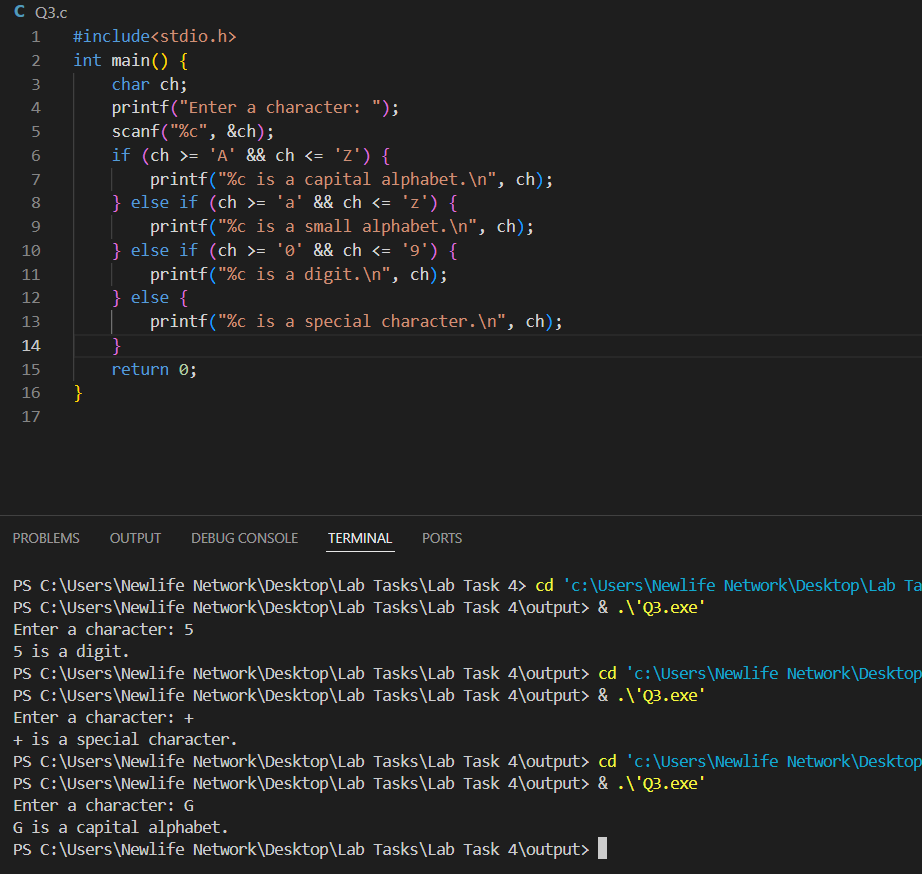 C Q3.c
1 #include<stdio.h>
2 int main() {
3     char ch;
4     printf("Enter a character: ");
5     scanf("%c", &ch);
6     if (ch >= 'A' && ch <= 'Z') {
7         printf("%c is a capital alphabet.\n", ch);
8     } else if (ch >= 'a' && ch <= 'z') {
9         printf("%c is a small alphabet.\n", ch);
10     } else if (ch >= '0' && ch <= '9') {
11         printf("%c is a digit.\n", ch);
12     } else {
13         printf("%c is a special character.\n", ch);
14     }
15     return 0;
16 }
17
PROBLEMS OUTPUT DEBUG CONSOLE TERMINAL PORTS
PS C:\Users\Newlife Network\Desktop\Lab Tasks\Lab Task 4> cd 'c:\Users\Newlife Network\Desktop\Lab Ta
PS C:\Users\Newlife Network\Desktop\Lab Tasks\Lab Task 4\output> & .\'Q3.exe'
Enter a character: 5
5 is a digit.
PS C:\Users\Newlife Network\Desktop\Lab Tasks\Lab Task 4\output> cd 'c:\Users\Newlife Network\Desktop
PS C:\Users\Newlife Network\Desktop\Lab Tasks\Lab Task 4\output> & .\'Q3.exe'
Enter a character: +
+ is a special character.
PS C:\Users\Newlife Network\Desktop\Lab Tasks\Lab Task 4\output> cd 'c:\Users\Newlife Network\Desktop
PS C:\Users\Newlife Network\Desktop\Lab Tasks\Lab Task 4\output> & .\'Q3.exe'
Enter a character: G
G is a capital alphabet.
PS C:\Users\Newlife Network\Desktop\Lab Tasks\Lab Task 4\output>